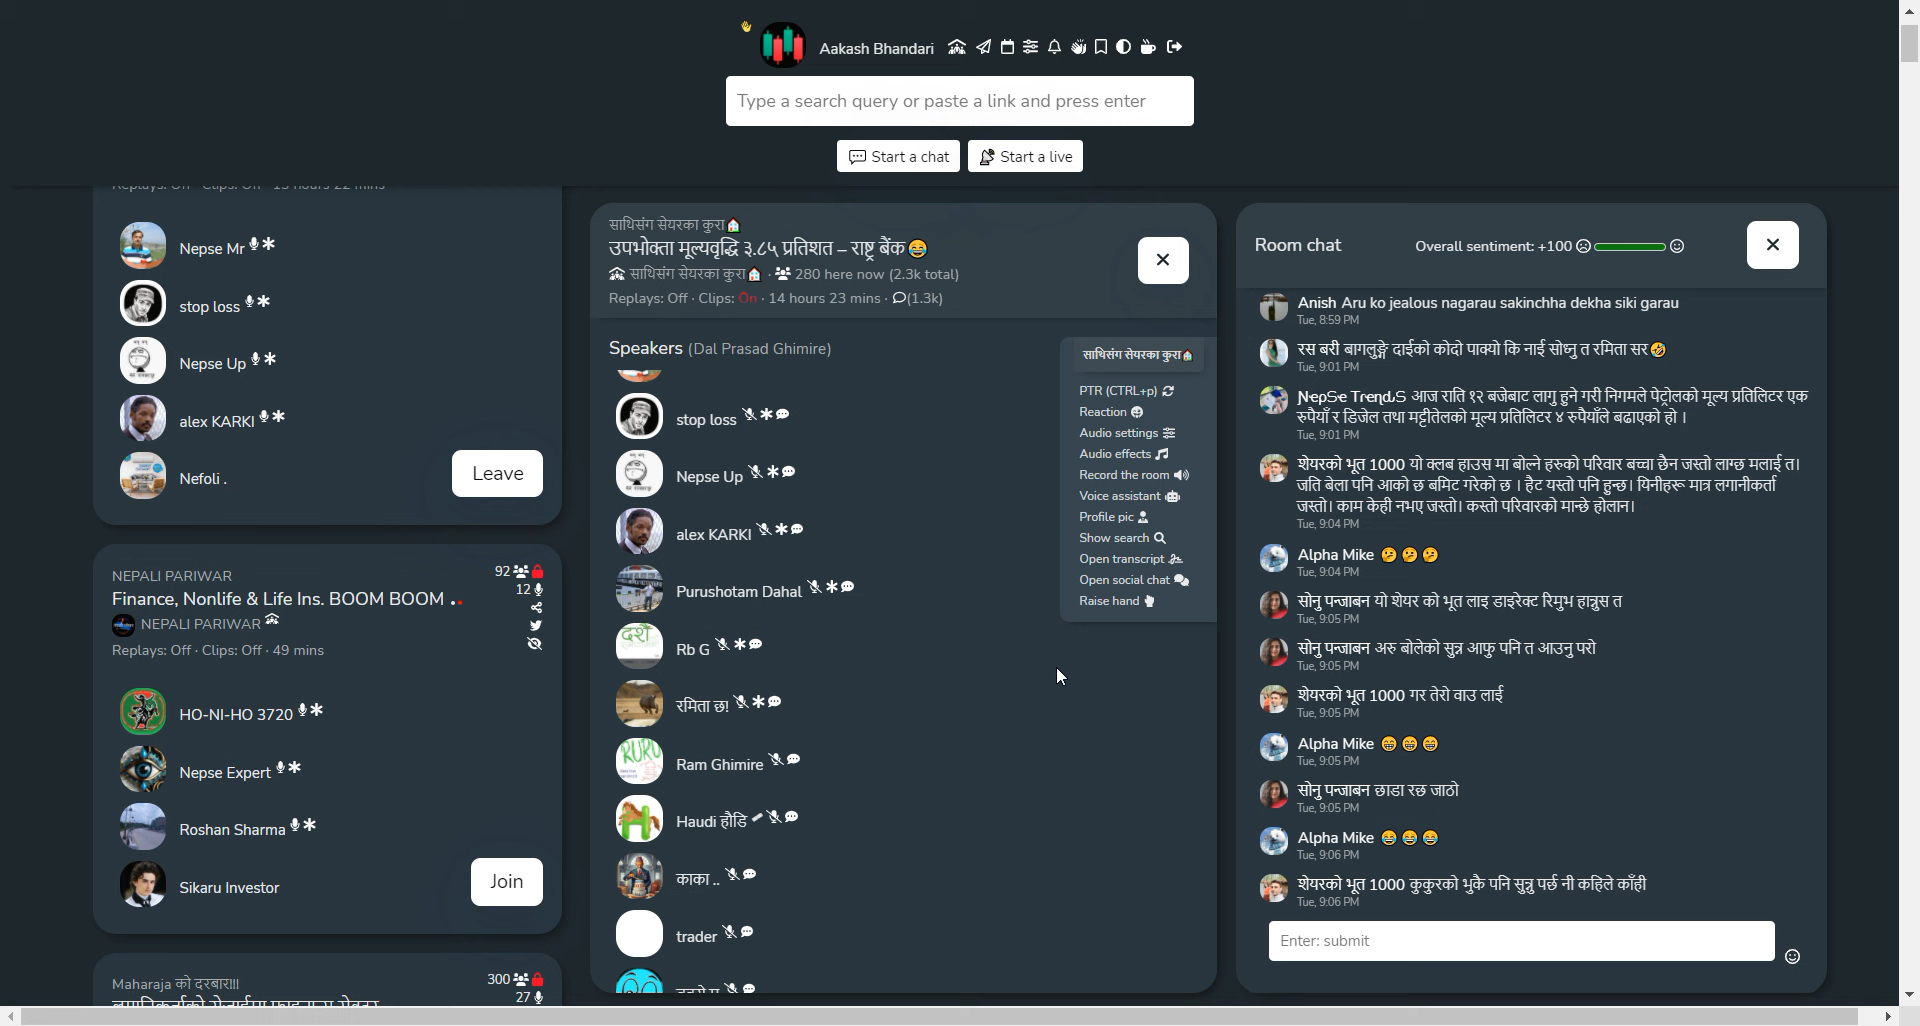 Aakash Bhandari
Type a search query or paste a link and press enter
Start a chat
Start a live
Replays: Off · Clips: Off · 13 hours 22 mins
Nepse Mr
stop loss
Nepse Up
alex KARKI
Nefoli .
Leave
NEPALI PARIWAR
92
Finance, Nonlife & Life Ins. BOOM BOOM ..
12
NEPALI PARIWAR
Replays: Off · Clips: Off · 49 mins
HO-NI-HO 3720
Nepse Expert
Roshan Sharma
Sikaru Investor
Join
Maharaja को दरबार!!!
300
27
साथिसंग सेयरका कुरा🏠
उपभोक्ता मूल्यवृद्धि ३.८५ प्रतिशत – राष्ट्र बैंक😂
साथिसंग सेयरका कुरा🏠 · 280 here now (2.3k total)
Replays: Off · Clips: On · 14 hours 23 mins · (1.3k)
Speakers (Dal Prasad Ghimire)
stop loss
Nepse Up
alex KARKI
Purushotam Dahal
Rb G
रमिता छ!
Ram Ghimire
Haudi हौडि
काका ..
trader
साथिसंग सेयरका कुरा🏠
PTR (CTRL+p)
Reaction
Audio settings
Audio effects
Record the room
Voice assistant
Profile pic
Show search
Open transcript
Open social chat
Raise hand
Room chat
Overall sentiment: +100
Anish Aru ko jealous nagarau sakinchha dekha siki garau
Tue, 8:59 PM
रस बरी बागलुङ्गे दाईको कोदो पाक्यो कि नाई सोध्नु त रमिता सर🤣
Tue, 9:01 PM
NepSe TrendS आज राति १२ बजेबाट लागु हुने गरी निगमले पेट्रोलको मूल्य प्रतिलिटर एक
रुपैयाँ र डिजेल तथा मट्टीतेलको मूल्य प्रतिलिटर ४ रुपैयाँले बढाएको हो ।
Tue, 9:01 PM
शेयरको भूत 1000 यो क्लब हाउस मा बोल्ने हरुको परिवार बच्चा छैन जस्तो लाग्छ मलाई त।
जति बेला पनि आको छ बमिट गरेको छ । हैट यस्तो पनि हुन्छ। यिनीहरू मात्र लगानीकर्ता
जस्तो। काम केही नभए जस्तो। कस्तो परिवारको मान्छे होलान।
Tue, 9:04 PM
Alpha Mike 🤔🤔🤔
Tue, 9:04 PM
सोनु पन्जाबन यो शेयर को भूत लाइ डाइरेक्ट रिमुभ हान्नुस त
Tue, 9:05 PM
सोनु पन्जाबन अरु बोलेको सुन्न आफु पनि त आउनु परो
Tue, 9:05 PM
शेयरको भूत 1000 गर तेरो वाउ लाई
Tue, 9:05 PM
Alpha Mike 😁😁😁
Tue, 9:05 PM
सोनु पन्जाबन छाडा रछ जाठो
Tue, 9:05 PM
Alpha Mike 😂😂😂
Tue, 9:06 PM
शेयरको भूत 1000 कुकुरको भुकै पनि सुन्नु पर्छ नी कहिले काँही
Tue, 9:06 PM
Enter: submit